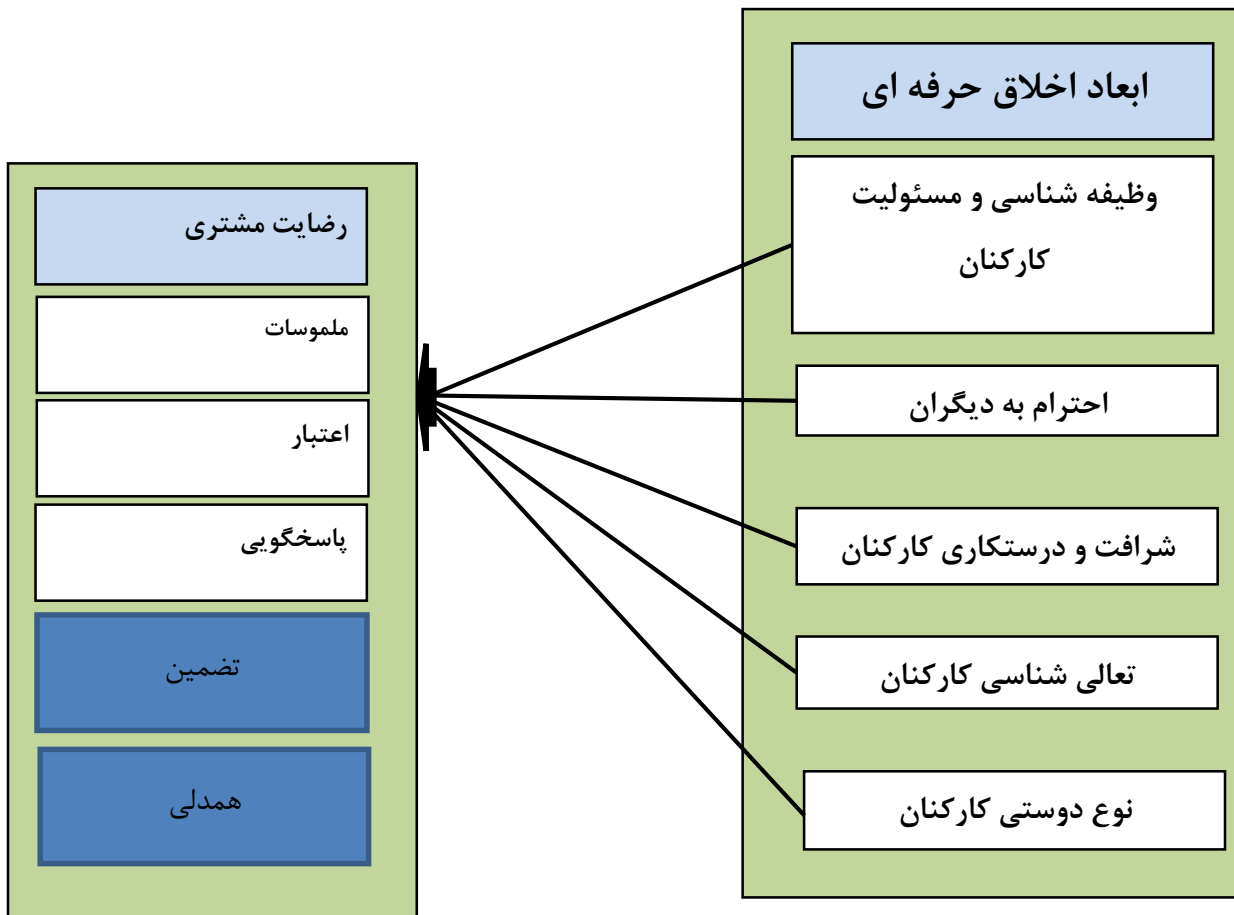 ابعاد اخلاق حرفه ای
وظیفه شناسی و مسئولیت
کارکنان
احترام به دیگران
شرافت و درستکاری کارکنان
تعالی شناسی کارکنان
نوع دوستی کارکنان
رضایت مشتری
ملموسات
اعتبار
پاسخگویی
تضمین
همدلی